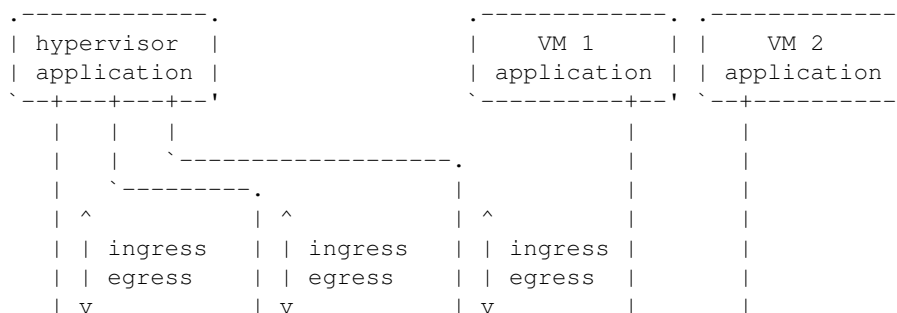 .-------------.                 .-------------. .-------------
| hypervisor  |                 |    VM 1     | |    VM 2
| application |                 | application | | application
`--+---+---+--'                 `----------+--' `--+----------
   |   |   |                               |       |
   |   |   `-------------------.           |       |
   |   `---------.             |           |       |
   | ^           | ^           | ^         |       |
   | | ingress   | | ingress   | | ingress |       |
   | | egress    | | egress    | | egress  |       |
   | v           | v           | v         |       |